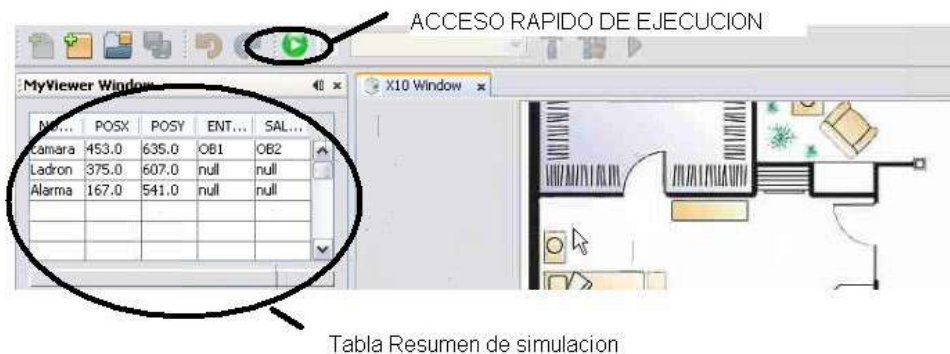 ACCESO RAPIDO DE EJECUCION
MyViewer Window
X10 Window
NO... POSX POSY ENT... SAL...
camara 453.0 635.0 OB1 OB2
Ladron 375.0 607.0 null null
Alarma 167.0 541.0 null null
Tabla Resumen de simulacion